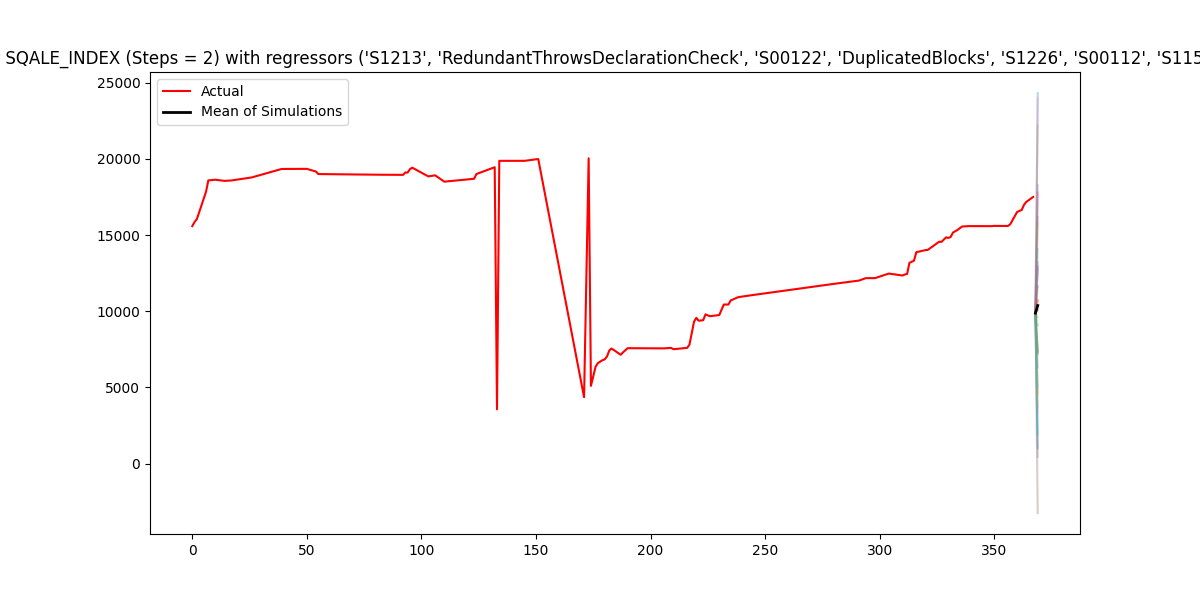 SQALE_INDEX (Steps = 2) with regressors ('S1213', 'RedundantThrowsDeclarationCheck', 'S00122', 'DuplicatedBlocks', 'S1226', 'S00112', 'S115
Actual
Mean of Simulations
25000
20000
15000
10000
5000
0
0 50 100 150 200 250 300 350